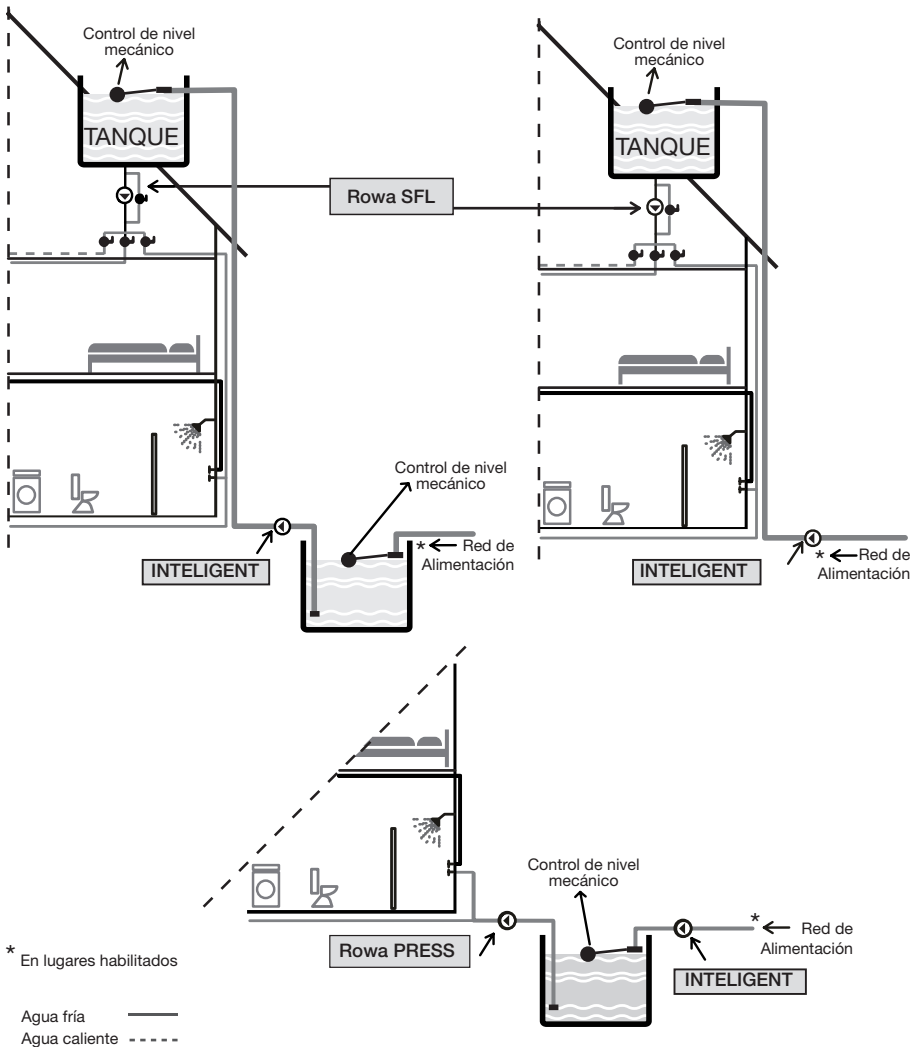 Control de nivel
mecánico
TANQUE
Rowa SFL
Control de nivel
mecánico
TANQUE
Control de nivel
mecánico
* Red de
Alimentación
INTELIGENT
* Red de
Alimentación
INTELIGENT
Control de nivel
mecánico
* Red de
Alimentación
Rowa PRESS
INTELIGENT
* En lugares habilitados
Agua fría
Agua caliente